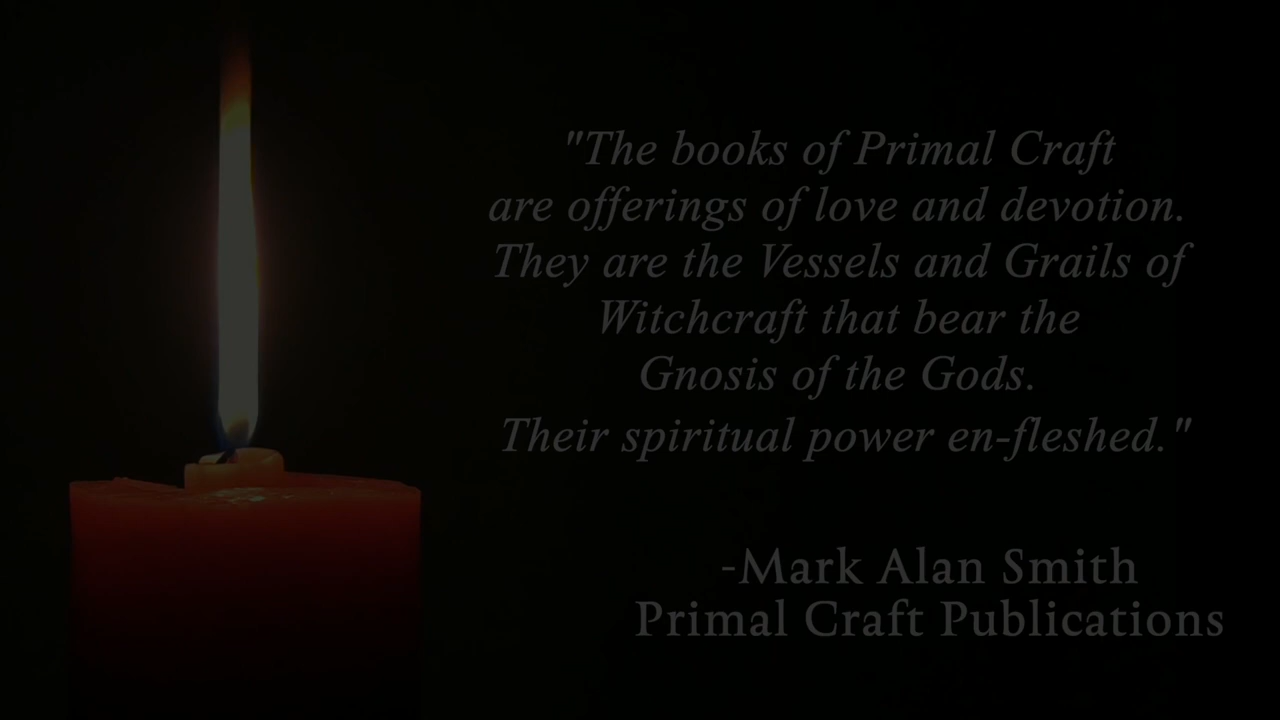 "The books of Primal Craft
are offerings of love and devotion.
They are the Vessels and Grails of
Witchcraft that bear the
Gnosis of the Gods.
Their spiritual power en-fleshed."
-Mark Alan Smith
Primal Craft Publications